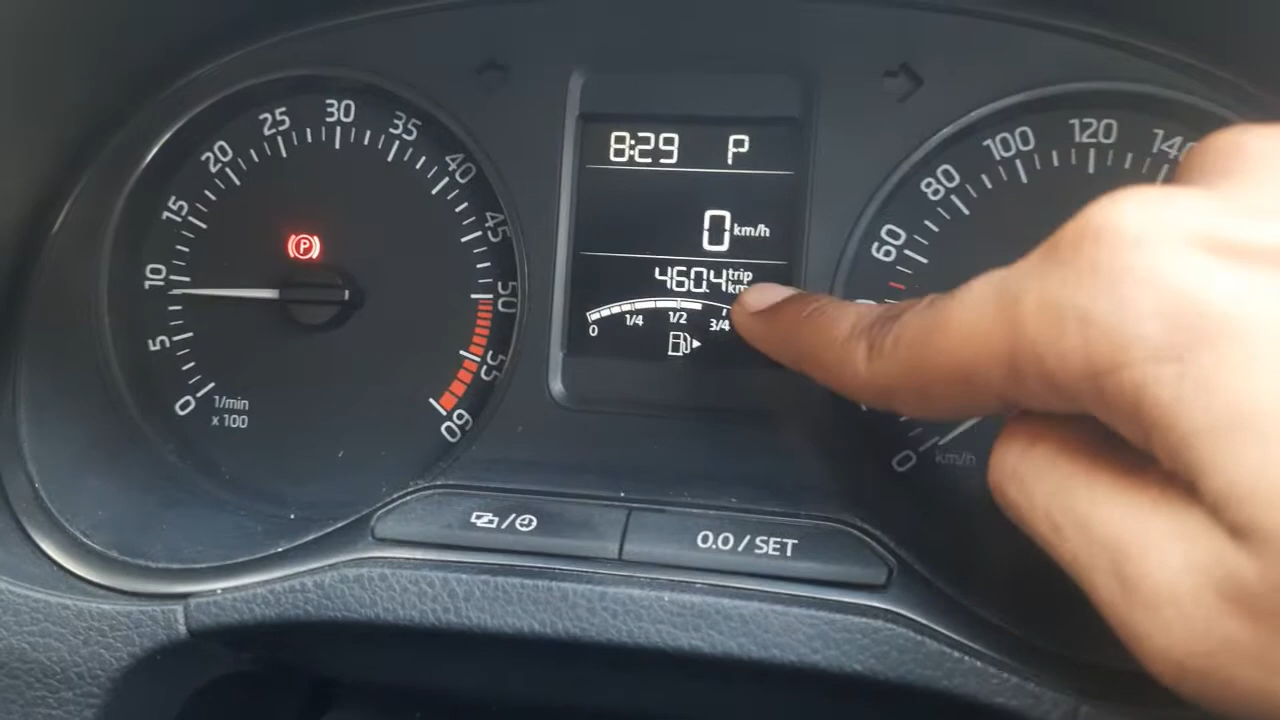 0
5
10
15
20
25
30
35
40
45
50
55
60
1/min
x 100
P
8:29 P
0 km/h
460.4 trip km
0 1/4 1/2 3/4
0
60
80
100
120
140
km/h
0.0 / SET